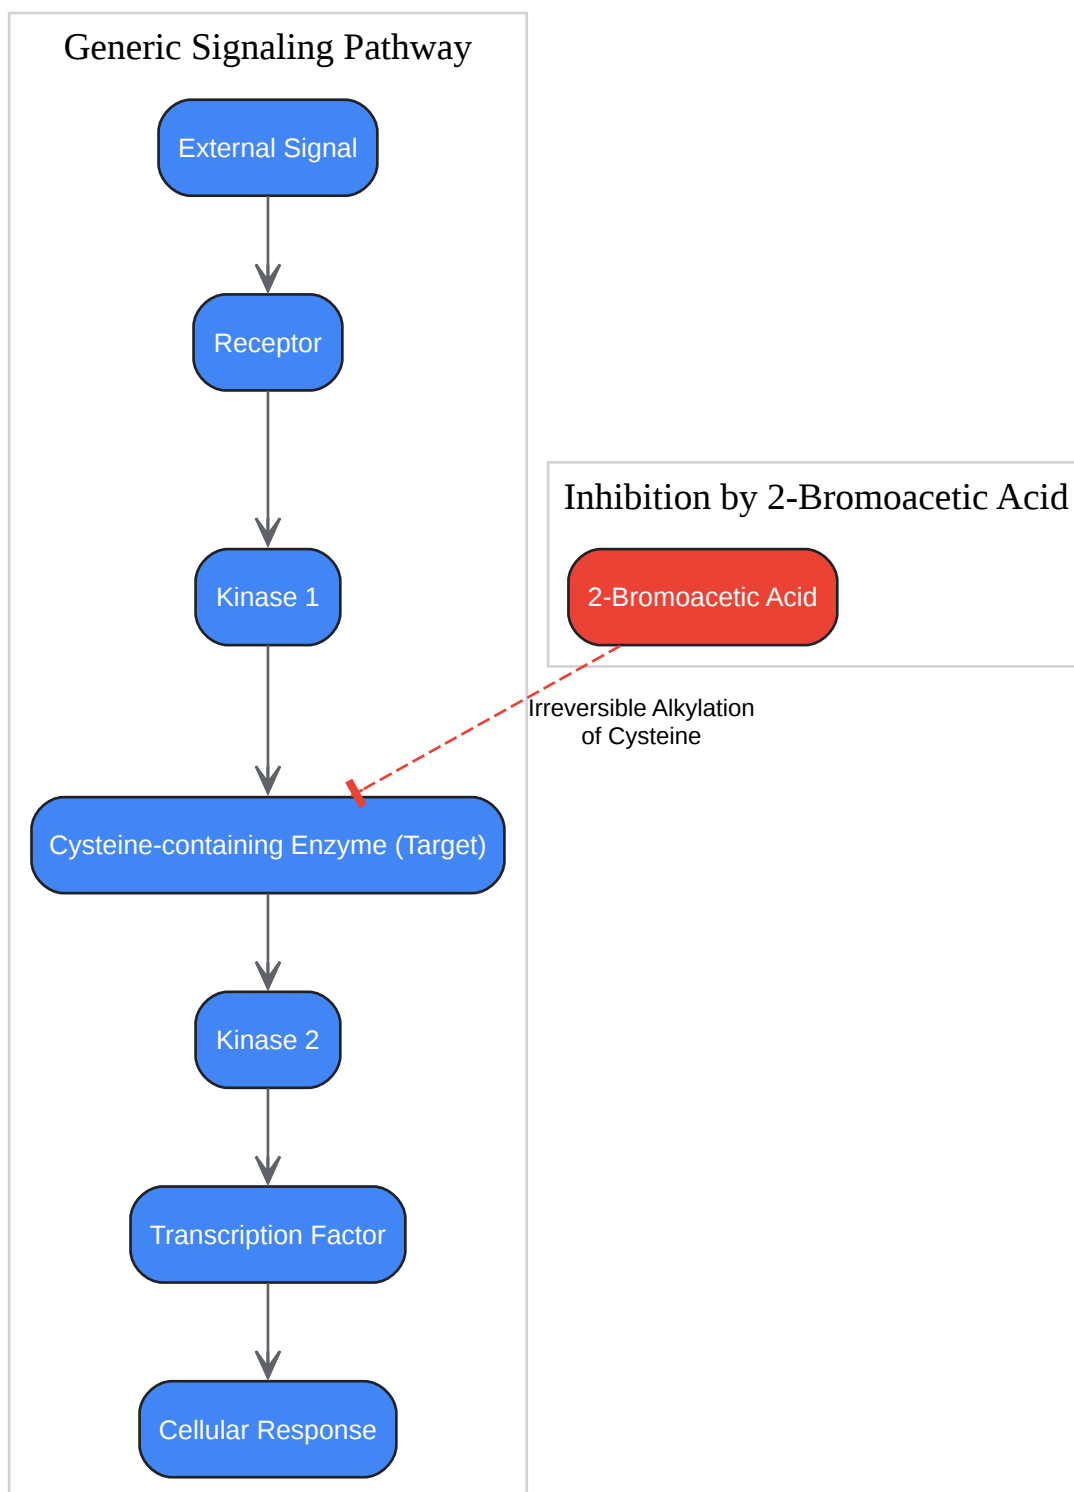 Generic Signaling Pathway
External Signal
Receptor
Inhibition by 2-Bromoacetic Acid
Kinase 1
2-Bromoacetic Acid
Irreversible Alkylation
of Cysteine
Cysteine-containing Enzyme (Target)
Kinase 2
Transcription Factor
Cellular Response